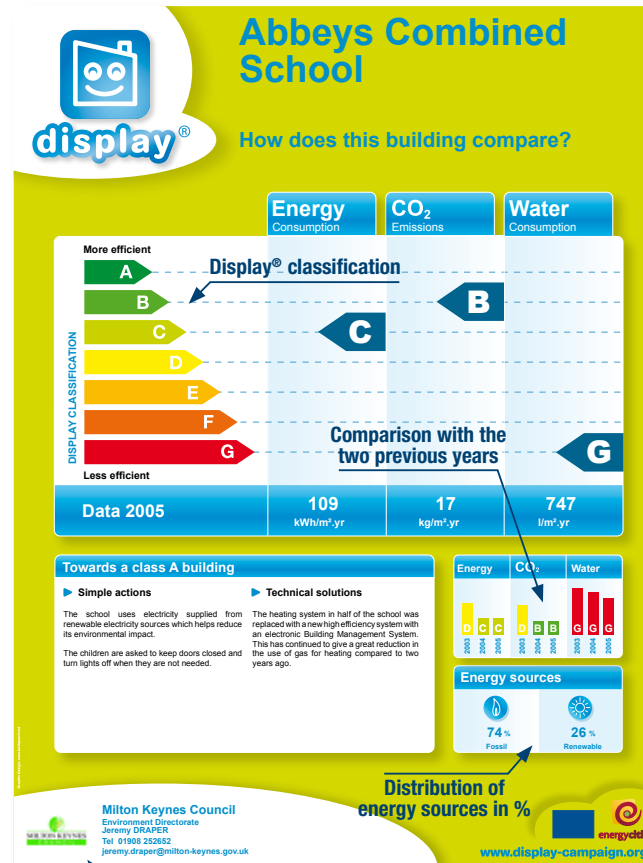 Abbeys Combined
School
display®
How does this building compare?
Energy
Consumption
CO₂
Emissions
Water
Consumption
More efficient
DISPLAY CLASSIFICATION
A
B
C
D
E
F
G
Less efficient
Display® classification
C
B
G
Comparison with the
two previous years
Data 2005
109
kWh/m².yr
17
kg/m².yr
747
l/m².yr
Towards a class A building
Simple actions
The school uses electricity supplied from
renewable electricity sources which helps reduce
its environmental impact.
The children are asked to keep doors closed and
turn lights off when they are not needed.
Technical solutions
The heating system in half of the school was
replaced with a new high efficiency system with
an electronic Building Management System.
This has continued to give a great reduction in
the use of gas for heating compared to two
years ago.
Energy
CO₂
Water
D C C
D B B
G G G
2003 2004 2005
2003 2004 2005
2003 2004 2005
Energy sources
74 %
Fossil
26 %
Renewable
Distribution of
energy sources in %
MILTON KEYNES
COUNCIL
Milton Keynes Council
Environment Directorate
Jeremy DRAPER
Tel 01908 252652
jeremy.draper@milton-keynes.gov.uk
energycitié
www.display-campaign.org